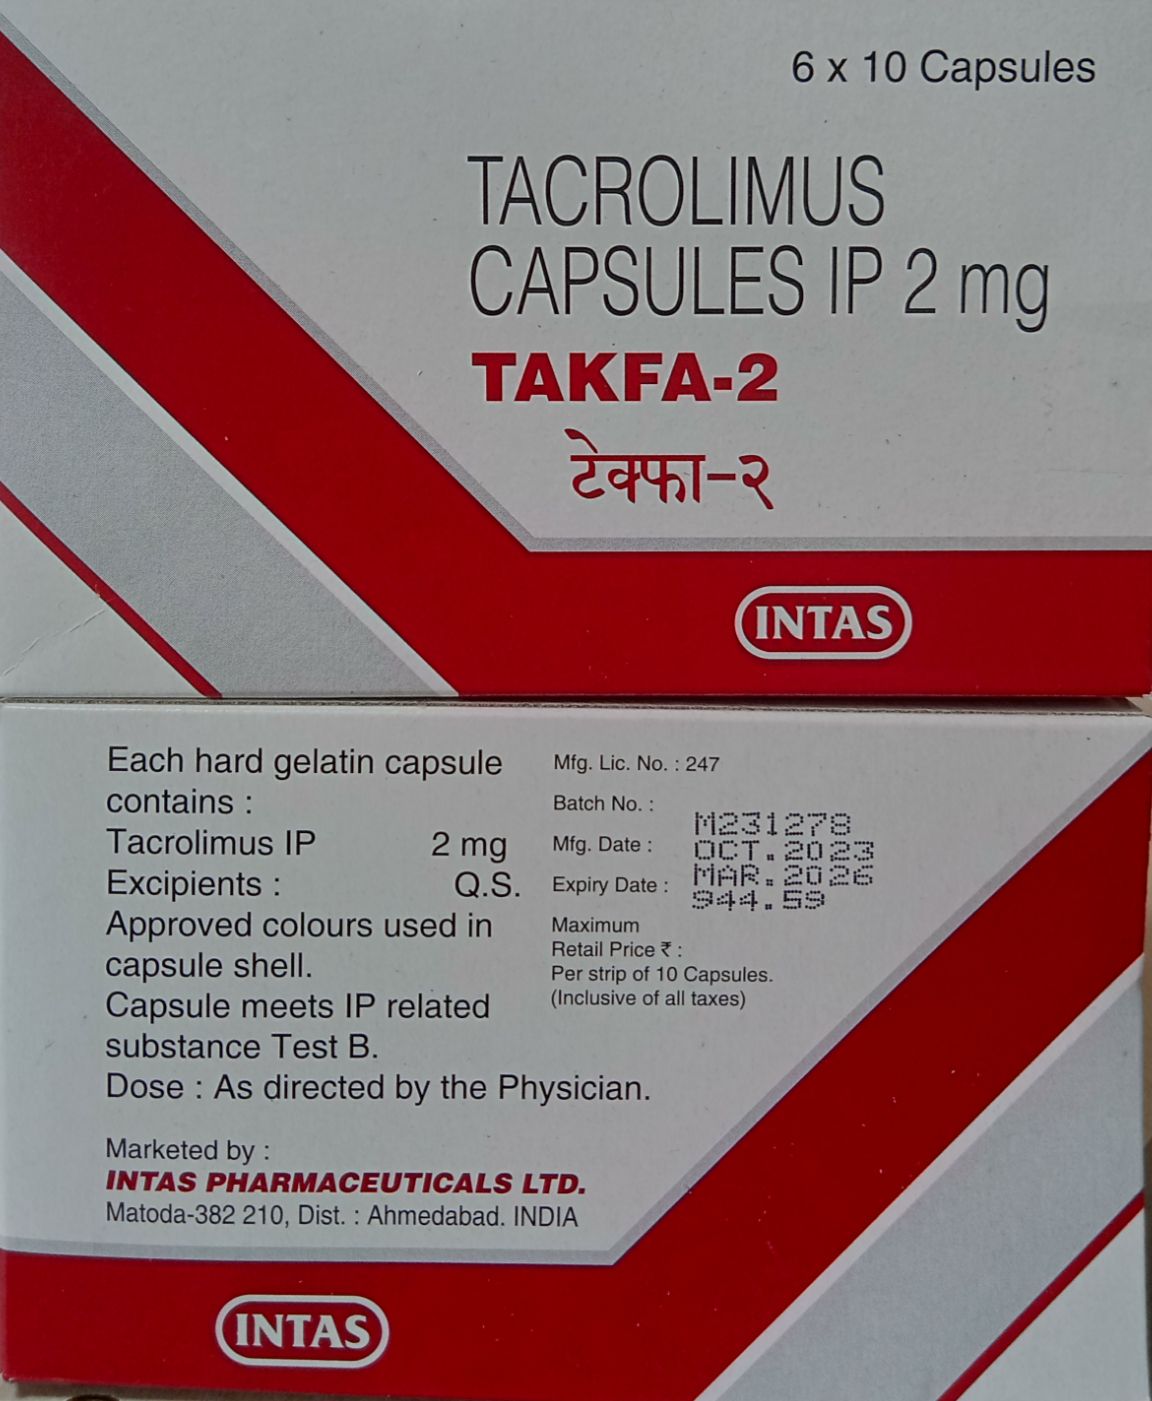 6 x 10 Capsules
TACROLIMUS
CAPSULES IP 2 mg
TAKFA-2
टेक्फा-२
INTAS
Each hard gelatin capsule
contains :
Tacrolimus IP 2 mg
Excipients : Q.S.
Approved colours used in
capsule shell.
Capsule meets IP related
substance Test B.
Dose : As directed by the Physician.
Mfg. Lic. No. : 247
Batch No. : M231278
Mfg. Date : OCT.2023
Expiry Date : MAR.2026
944.59
Maximum
Retail Price ₹ :
Per strip of 10 Capsules.
(Inclusive of all taxes)
Marketed by :
INTAS PHARMACEUTICALS LTD.
Matoda-382 210, Dist. : Ahmedabad. INDIA
INTAS